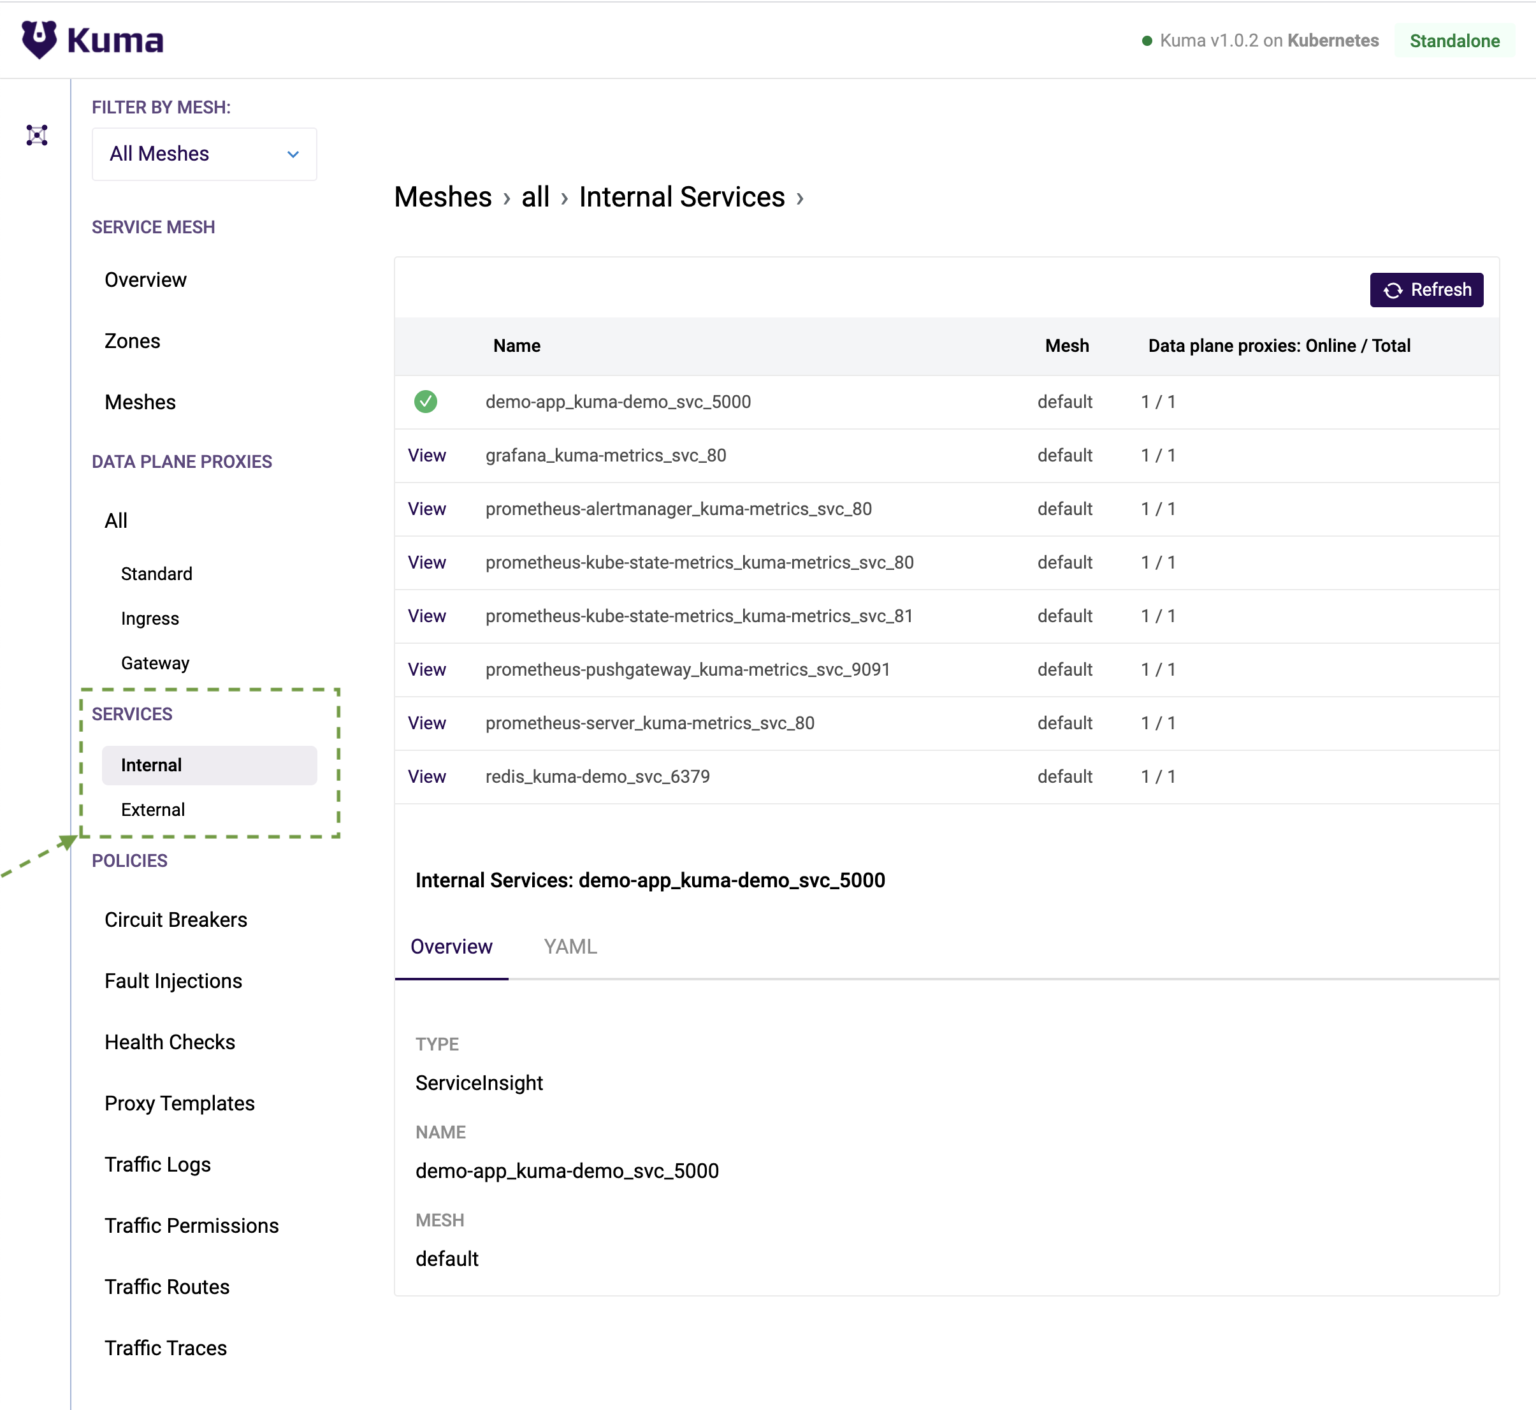 Kuma
Kuma v1.0.2 on Kubernetes
Standalone
FILTER BY MESH:
All Meshes
SERVICE MESH
Overview
Zones
Meshes
DATA PLANE PROXIES
All
Standard
Ingress
Gateway
SERVICES
Internal
External
POLICIES
Circuit Breakers
Fault Injections
Health Checks
Proxy Templates
Traffic Logs
Traffic Permissions
Traffic Routes
Traffic Traces
Meshes › all › Internal Services ›
Refresh
Name Mesh Data plane proxies: Online / Total
demo-app_kuma-demo_svc_5000 default 1 / 1
View grafana_kuma-metrics_svc_80 default 1 / 1
View prometheus-alertmanager_kuma-metrics_svc_80 default 1 / 1
View prometheus-kube-state-metrics_kuma-metrics_svc_80 default 1 / 1
View prometheus-kube-state-metrics_kuma-metrics_svc_81 default 1 / 1
View prometheus-pushgateway_kuma-metrics_svc_9091 default 1 / 1
View prometheus-server_kuma-metrics_svc_80 default 1 / 1
View redis_kuma-demo_svc_6379 default 1 / 1
Internal Services: demo-app_kuma-demo_svc_5000
Overview YAML
TYPE
ServiceInsight
NAME
demo-app_kuma-demo_svc_5000
MESH
default